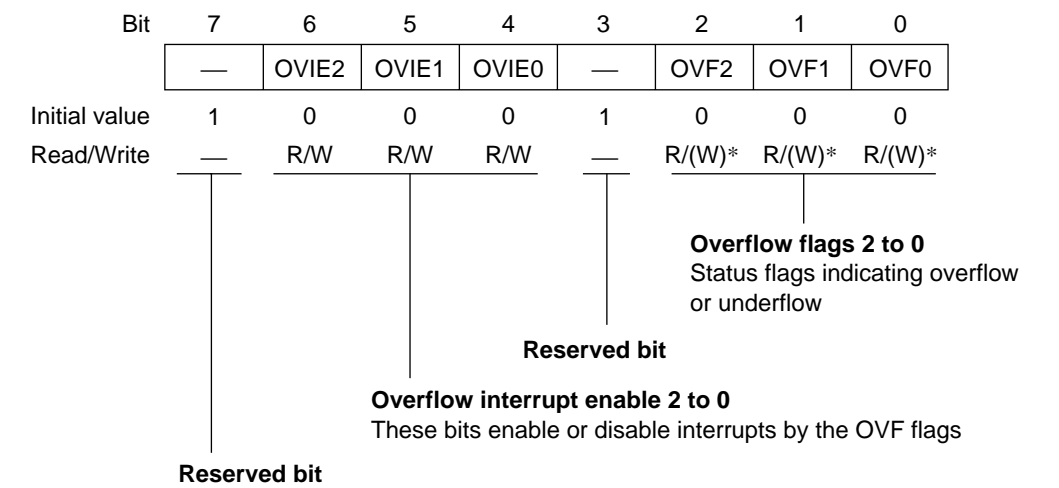 Bit 7 6 5 4 3 2 1 0
— OVIE2 OVIE1 OVIE0 — OVF2 OVF1 OVF0
Initial value 1 0 0 0 1 0 0 0
Read/Write — R/W R/W R/W — R/(W)* R/(W)* R/(W)*
Overflow flags 2 to 0
Status flags indicating overflow
or underflow
Reserved bit
Overflow interrupt enable 2 to 0
These bits enable or disable interrupts by the OVF flags
Reserved bit